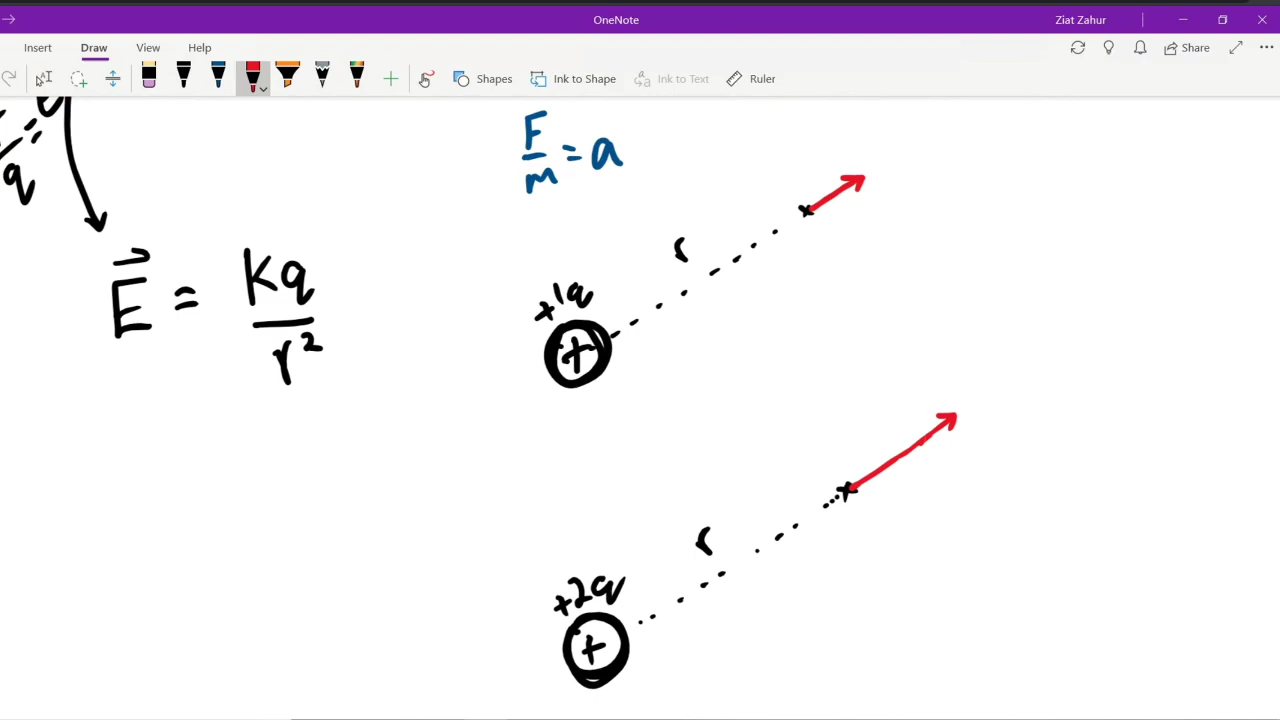 OneNote
Ziat Zahur
Insert Draw View Help
Share
Shapes
Ink to Shape
Ink to Text
Ruler
q
F/m = a
E = kq/r²
r
+1q
+
r
+2q
+